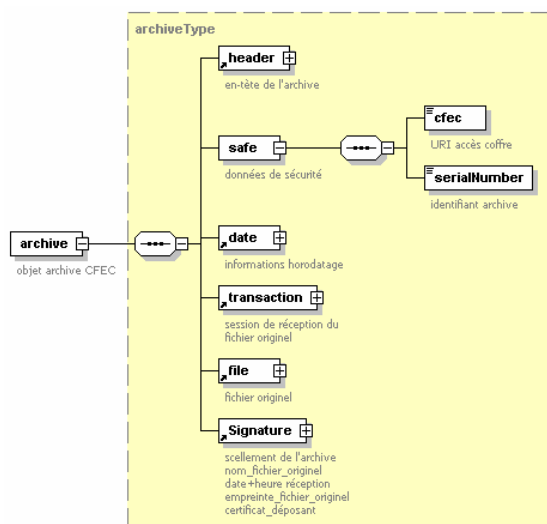 archiveType
header
en-tête de l'archive
cfec
URI accès coffre
safe
données de sécurité
serialNumber
identifiant archive
archive
objet archive CFEC
date
informations horodatage
transaction
session de réception du
fichier originel
file
fichier originel
Signature
scellement de l'archive
nom_fichier_originel
date+heure réception
empreinte_fichier_originel
certificat_déposant